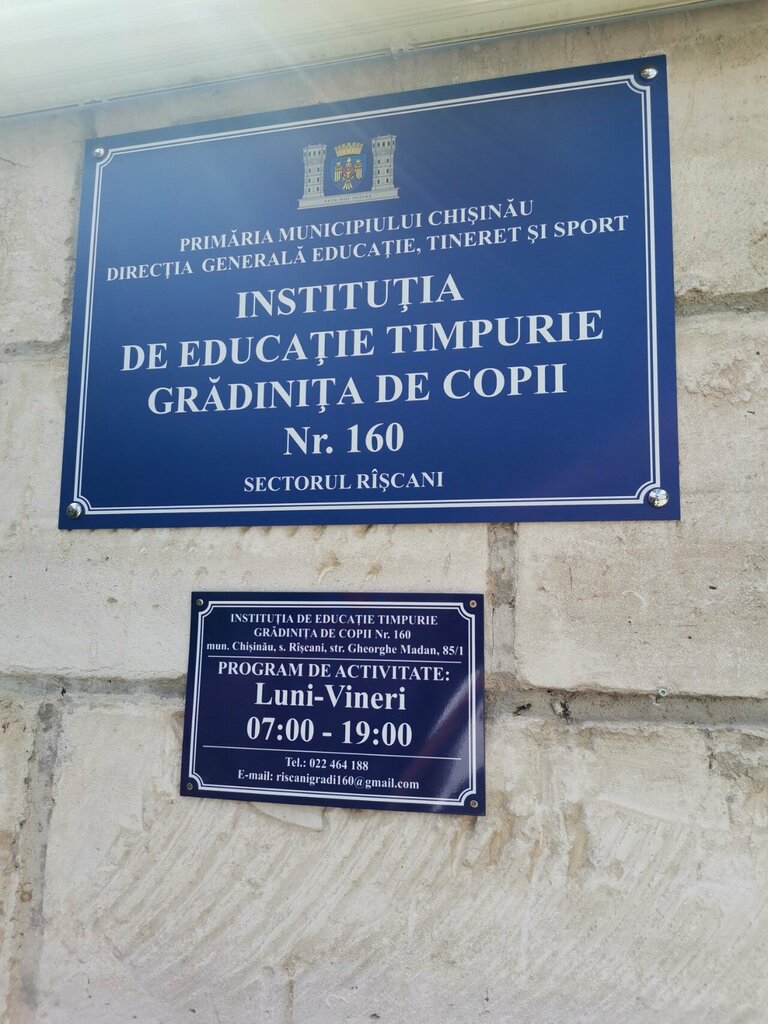 PRIMĂRIA MUNICIPIULUI CHIŞINĂU
DIRECŢIA GENERALĂ EDUCAŢIE, TINERET ŞI SPORT
INSTITUŢIA
DE EDUCAŢIE TIMPURIE
GRĂDINIŢA DE COPII
Nr. 160
SECTORUL RÎŞCANI
INSTITUŢIA DE EDUCAŢIE TIMPURIE
GRĂDINIŢA DE COPII Nr. 160
mun. Chişinău, s. Rîşcani, str. Gheorghe Madan, 85/1
PROGRAM DE ACTIVITATE:
Luni-Vineri
07:00 - 19:00
Tel.: 022 464 188
E-mail: riscanigradi160@gmail.com